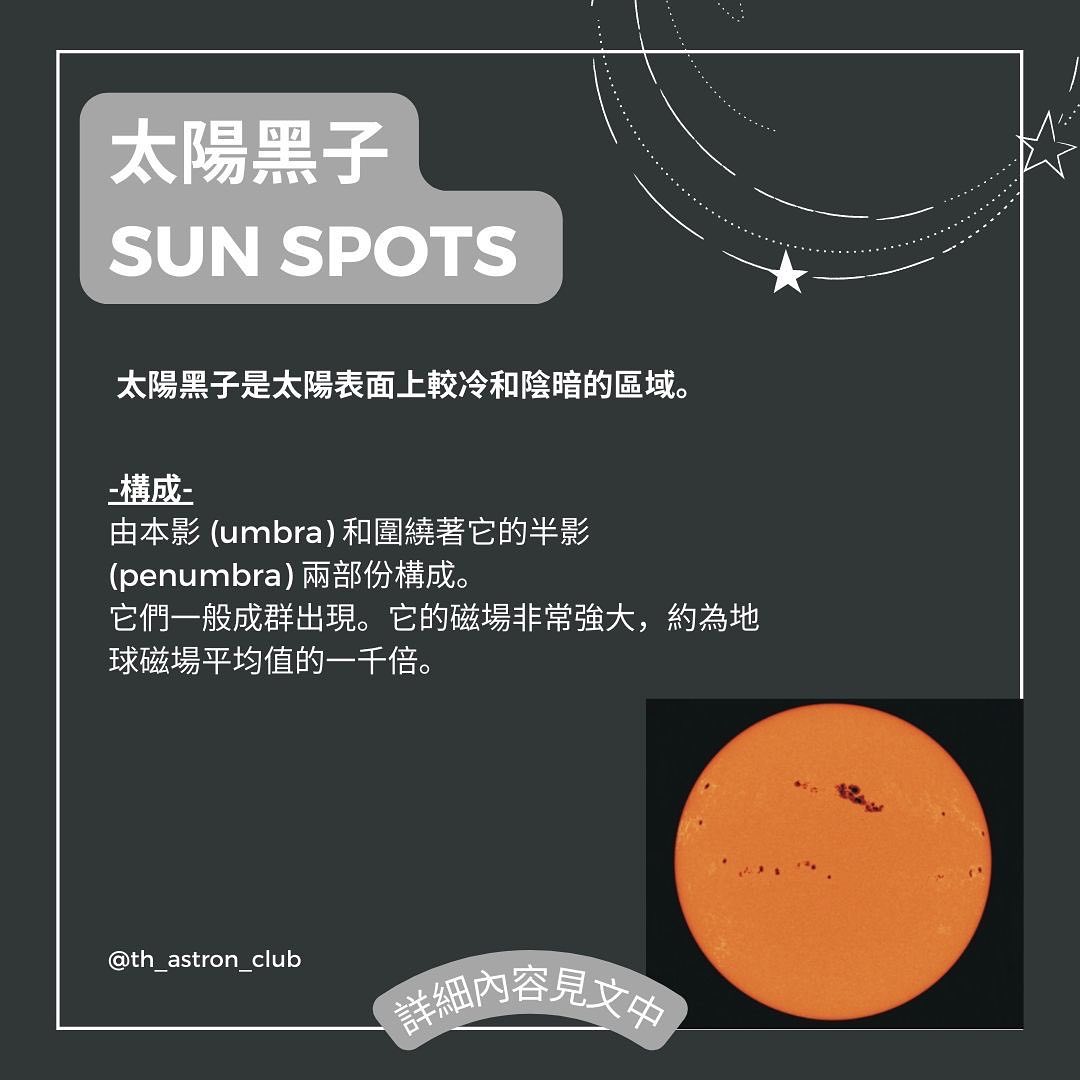 太陽黑子
SUN SPOTS
太陽黑子是太陽表面上較冷和陰暗的區域。
-構成-
由本影 (umbra) 和圍繞著它的半影
(penumbra) 兩部份構成。
它們一般成群出現。它的磁場非常強大，約為地
球磁場平均值的一千倍。
@th_astron_club
詳細內容見文中